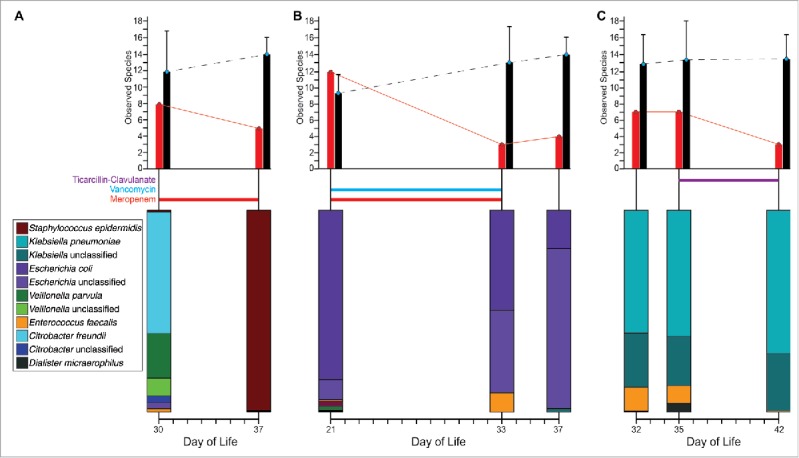 A
B
C
Observed Species
18
16
14
12
10
8
6
4
2
0
Observed Species
18
16
14
12
10
8
6
4
2
0
Observed Species
18
16
14
12
10
8
6
4
2
0
Ticarcillin-Clavulanate
Vancomycin
Meropenem
Staphylococcus epidermidis
Klebsiella pneumoniae
Klebsiella unclassified
Escherichia coli
Escherichia unclassified
Veillonella parvula
Veillonella unclassified
Enterococcus faecalis
Citrobacter freundii
Citrobacter unclassified
Dialister micraerophilus
30 37
21 33 37
32 35 42
Day of Life
Day of Life
Day of Life